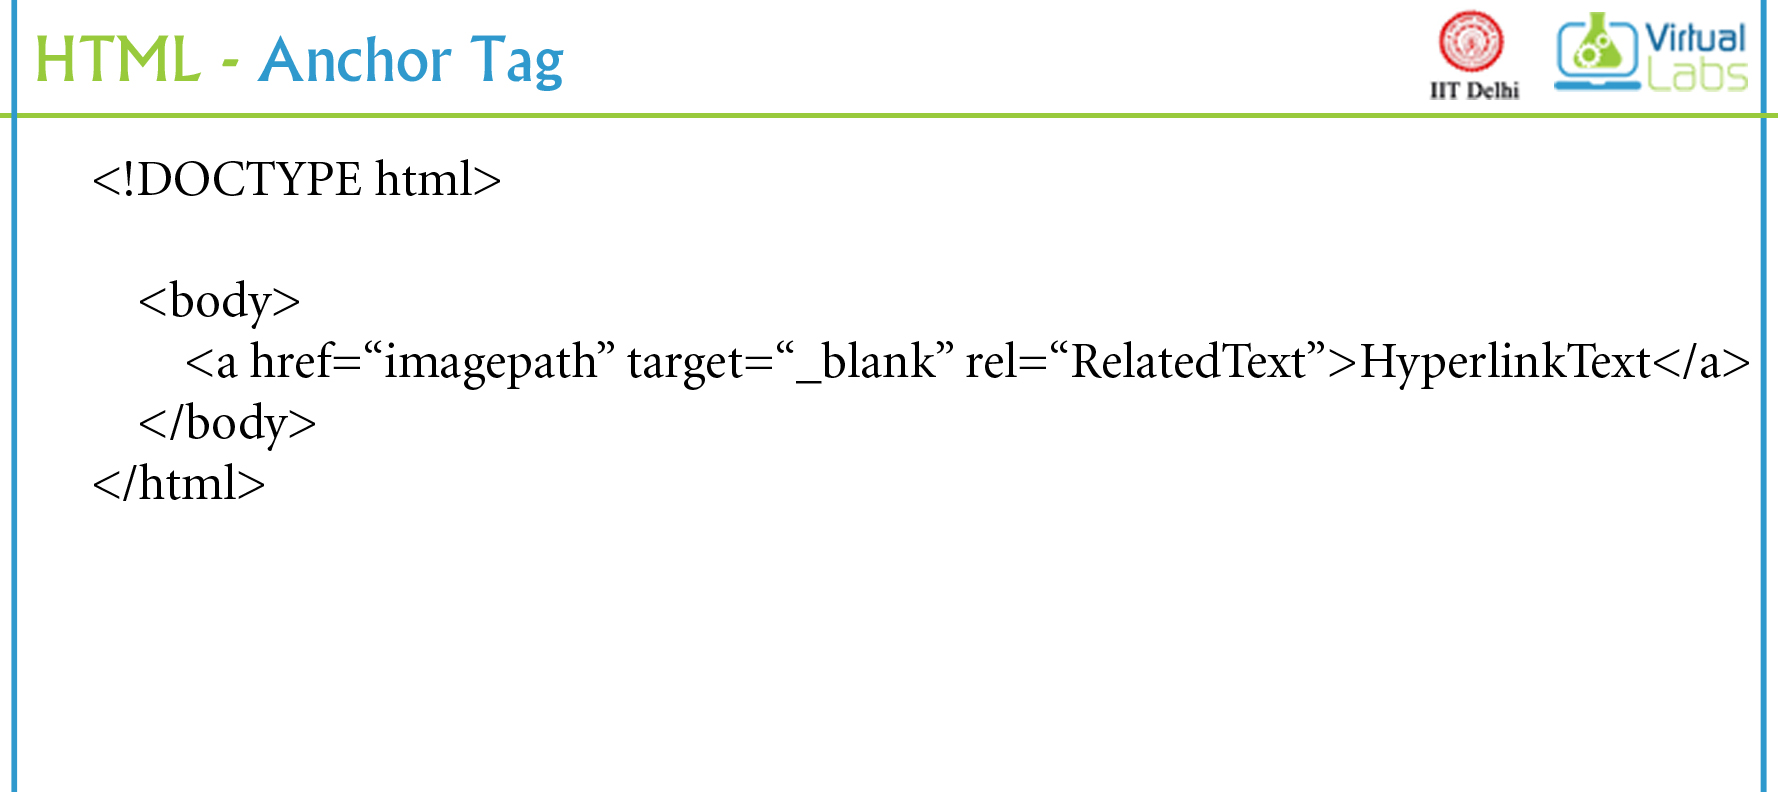 HTML - Anchor Tag
IIT Delhi
Virtual
Labs
<!DOCTYPE html>
<body>
<a href=“imagepath” target=“_blank” rel=“RelatedText”>HyperlinkText</a>
</body>
</html>